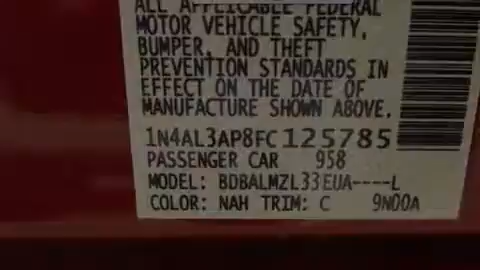 ALL APPLICABLE FEDERAL
MOTOR VEHICLE SAFETY,
BUMPER, AND THEFT
PREVENTION STANDARDS IN
EFFECT ON THE DATE OF
MANUFACTURE SHOWN ABOVE.
1N4AL3AP8FC125785
PASSENGER CAR 958
MODEL: BDBALMZL33EUA----L
COLOR: NAH TRIM: C 9N00A